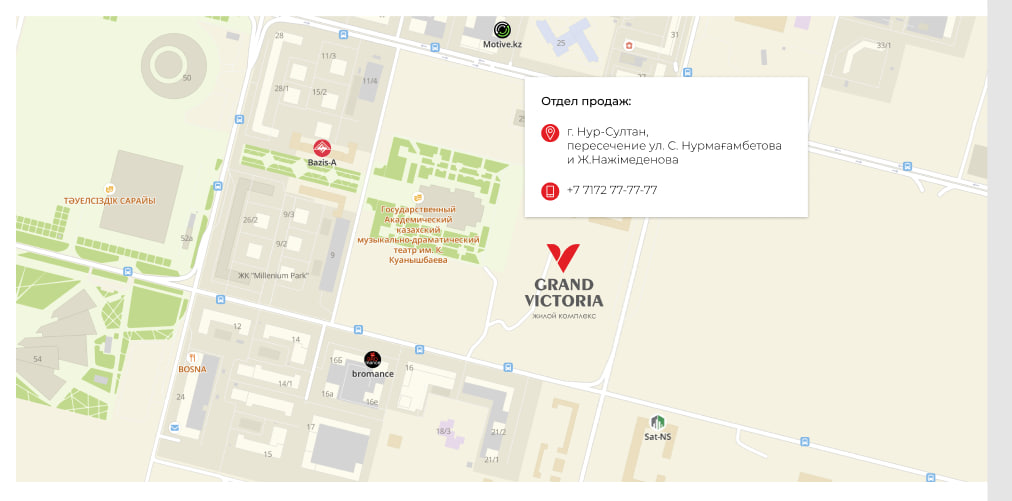 28
Motive.kz
25
31
33/1
11/3
50
11/4
28/1
15/2
Отдел продаж:
г. Нур-Султан,
пересечение ул. С. Нурмағамбетова
и Ж.Нажімеденова
+7 7172 77-77-77
Bazis-A
ТӘУЕЛСІЗДІК САРАЙЫ
52а
26/2
9/3
9/2
9
ЖК "Millenium Park"
Государственный
Академический
казахский
музыкально-драматический
театр им. К.
Куанышбаева
GRAND
VICTORIA
ЖИЛОЙ КОМПЛЕКС
12
14
54
BOSNA
16Б
bromance
16
14/1
16а
16е
24
17
18/3
21/2
Sat-NS
15
21/1